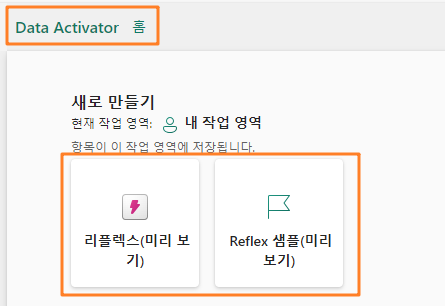 Data Activator 홈
새로 만들기
현재 작업 영역: 내 작업 영역
항목이 이 작업 영역에 저장됩니다.
리플렉스(미리 보
기)
Reflex 샘플(미리
보기)